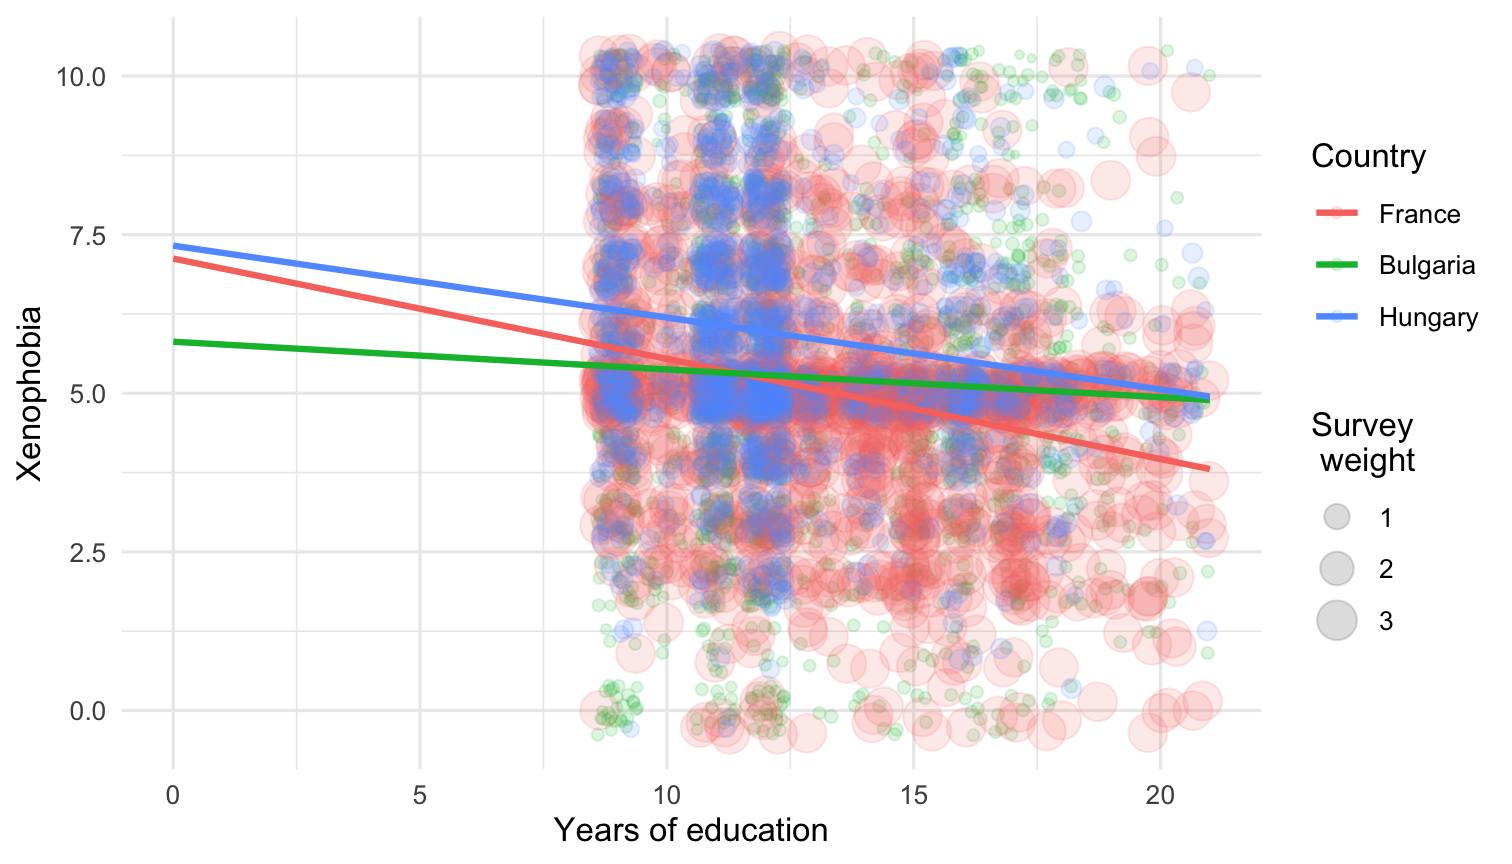 10.0
7.5
5.0
2.5
0.0
Xenophobia
0 5 10 15 20
Years of education
Country
France
Bulgaria
Hungary
Survey
weight
1
2
3